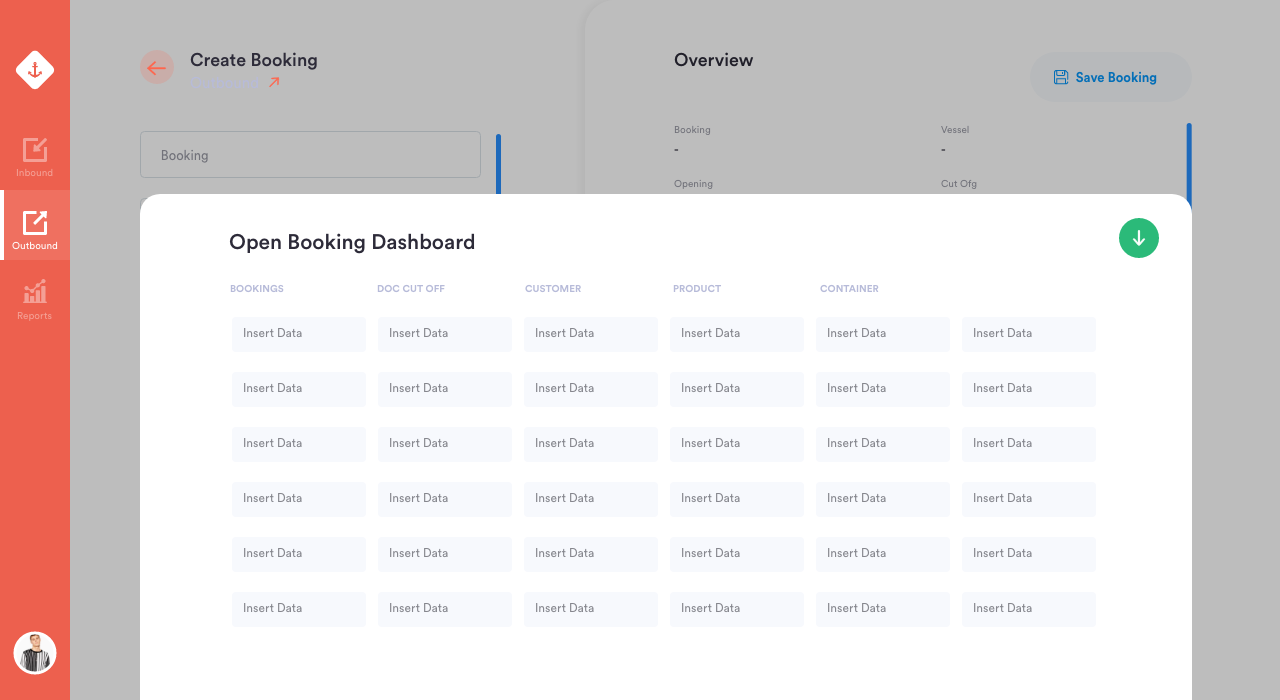 Create Booking
Overview
Save Booking
Booking
Vessel
-
-
Booking
Opening
Cut Ofg
Inbound
Outbound
Reports
Open Booking Dashboard
BOOKINGS DOC CUT OFF CUSTOMER PRODUCT CONTAINER
Insert Data Insert Data Insert Data Insert Data Insert Data Insert Data
Insert Data Insert Data Insert Data Insert Data Insert Data Insert Data
Insert Data Insert Data Insert Data Insert Data Insert Data Insert Data
Insert Data Insert Data Insert Data Insert Data Insert Data Insert Data
Insert Data Insert Data Insert Data Insert Data Insert Data Insert Data
Insert Data Insert Data Insert Data Insert Data Insert Data Insert Data